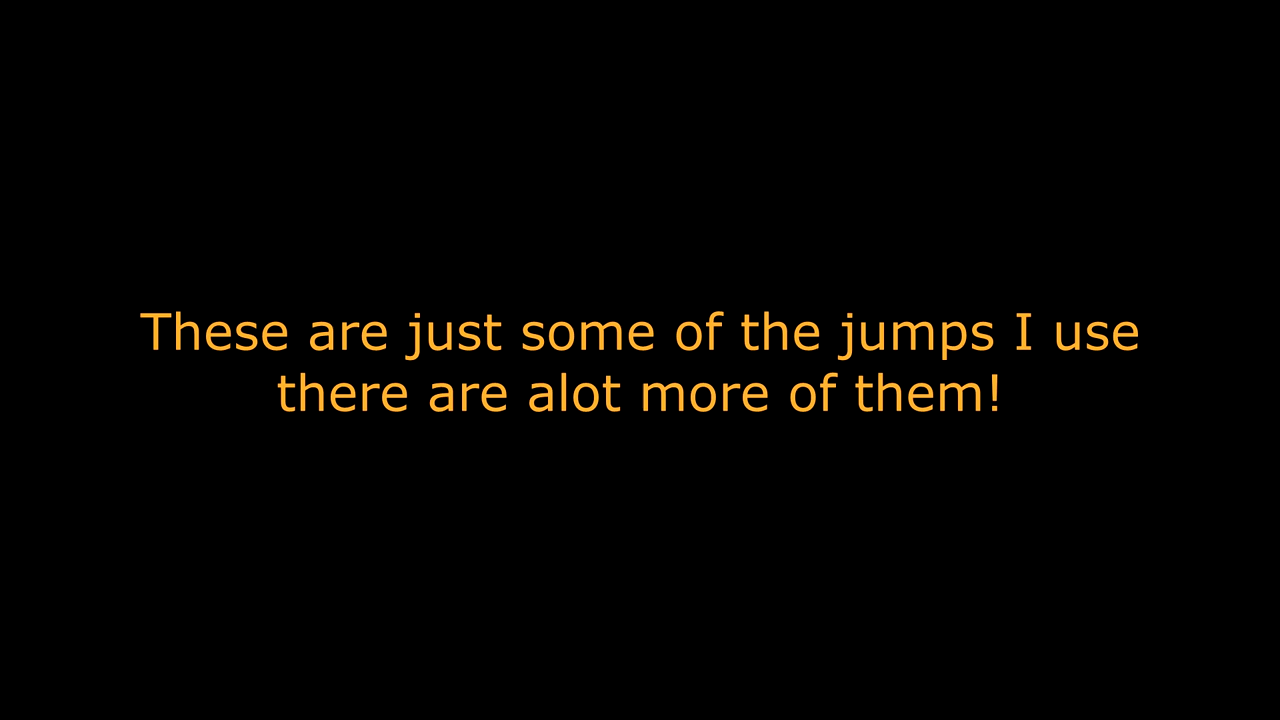 These are just some of the jumps I use
there are alot more of them!